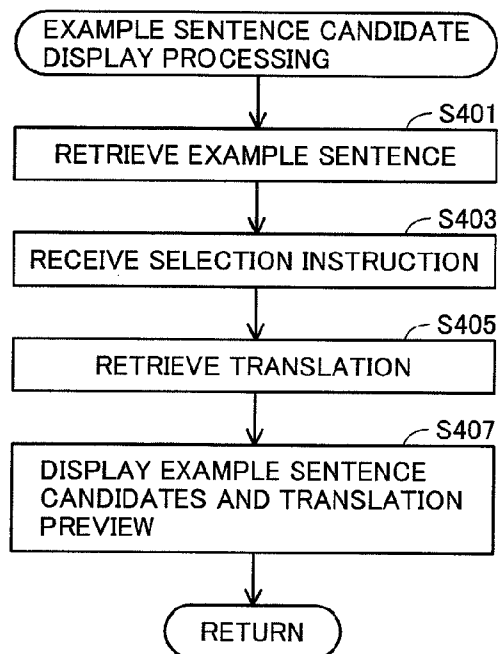 EXAMPLE SENTENCE CANDIDATE
DISPLAY PROCESSING
S401
RETRIEVE EXAMPLE SENTENCE
S403
RECEIVE SELECTION INSTRUCTION
S405
RETRIEVE TRANSLATION
S407
DISPLAY EXAMPLE SENTENCE
CANDIDATES AND TRANSLATION
PREVIEW
RETURN